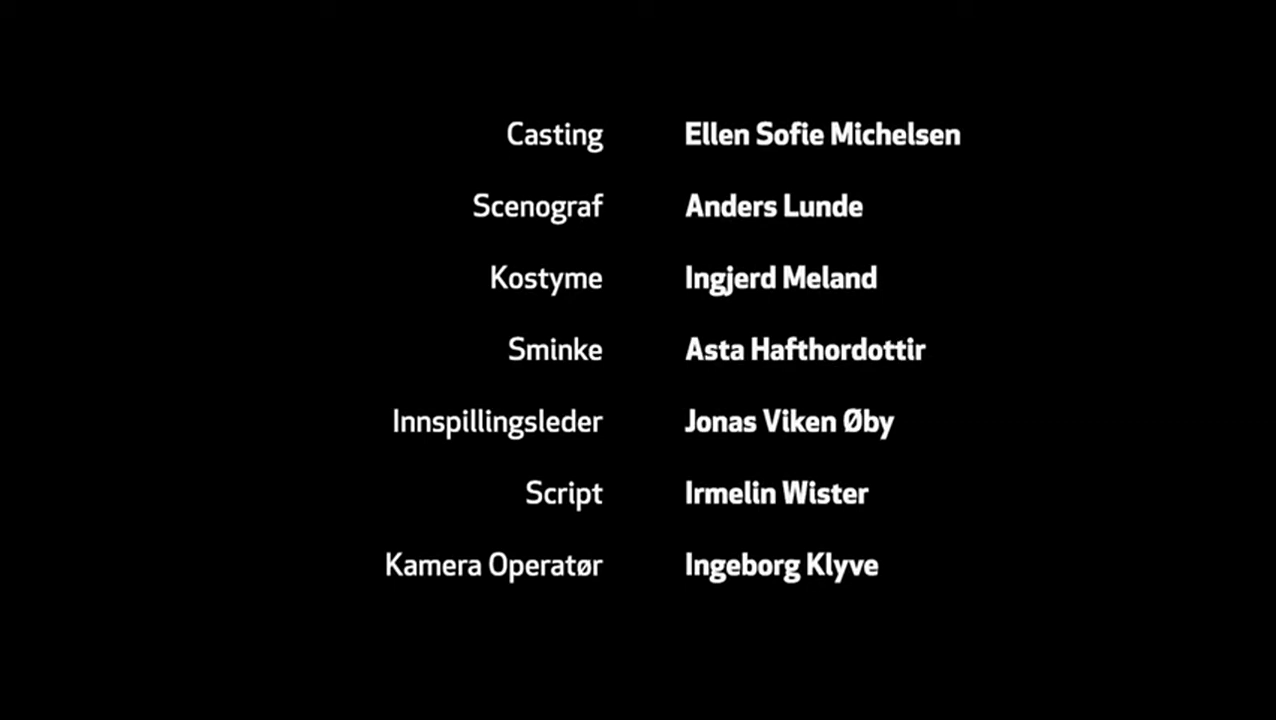 Casting Ellen Sofie Michelsen
Scenograf Anders Lunde
Kostyme Ingjerd Meland
Sminke Asta Hafthordottir
Innspillingsleder Jonas Viken Øby
Script Irmelin Wister
Kamera Operatør Ingeborg Klyve